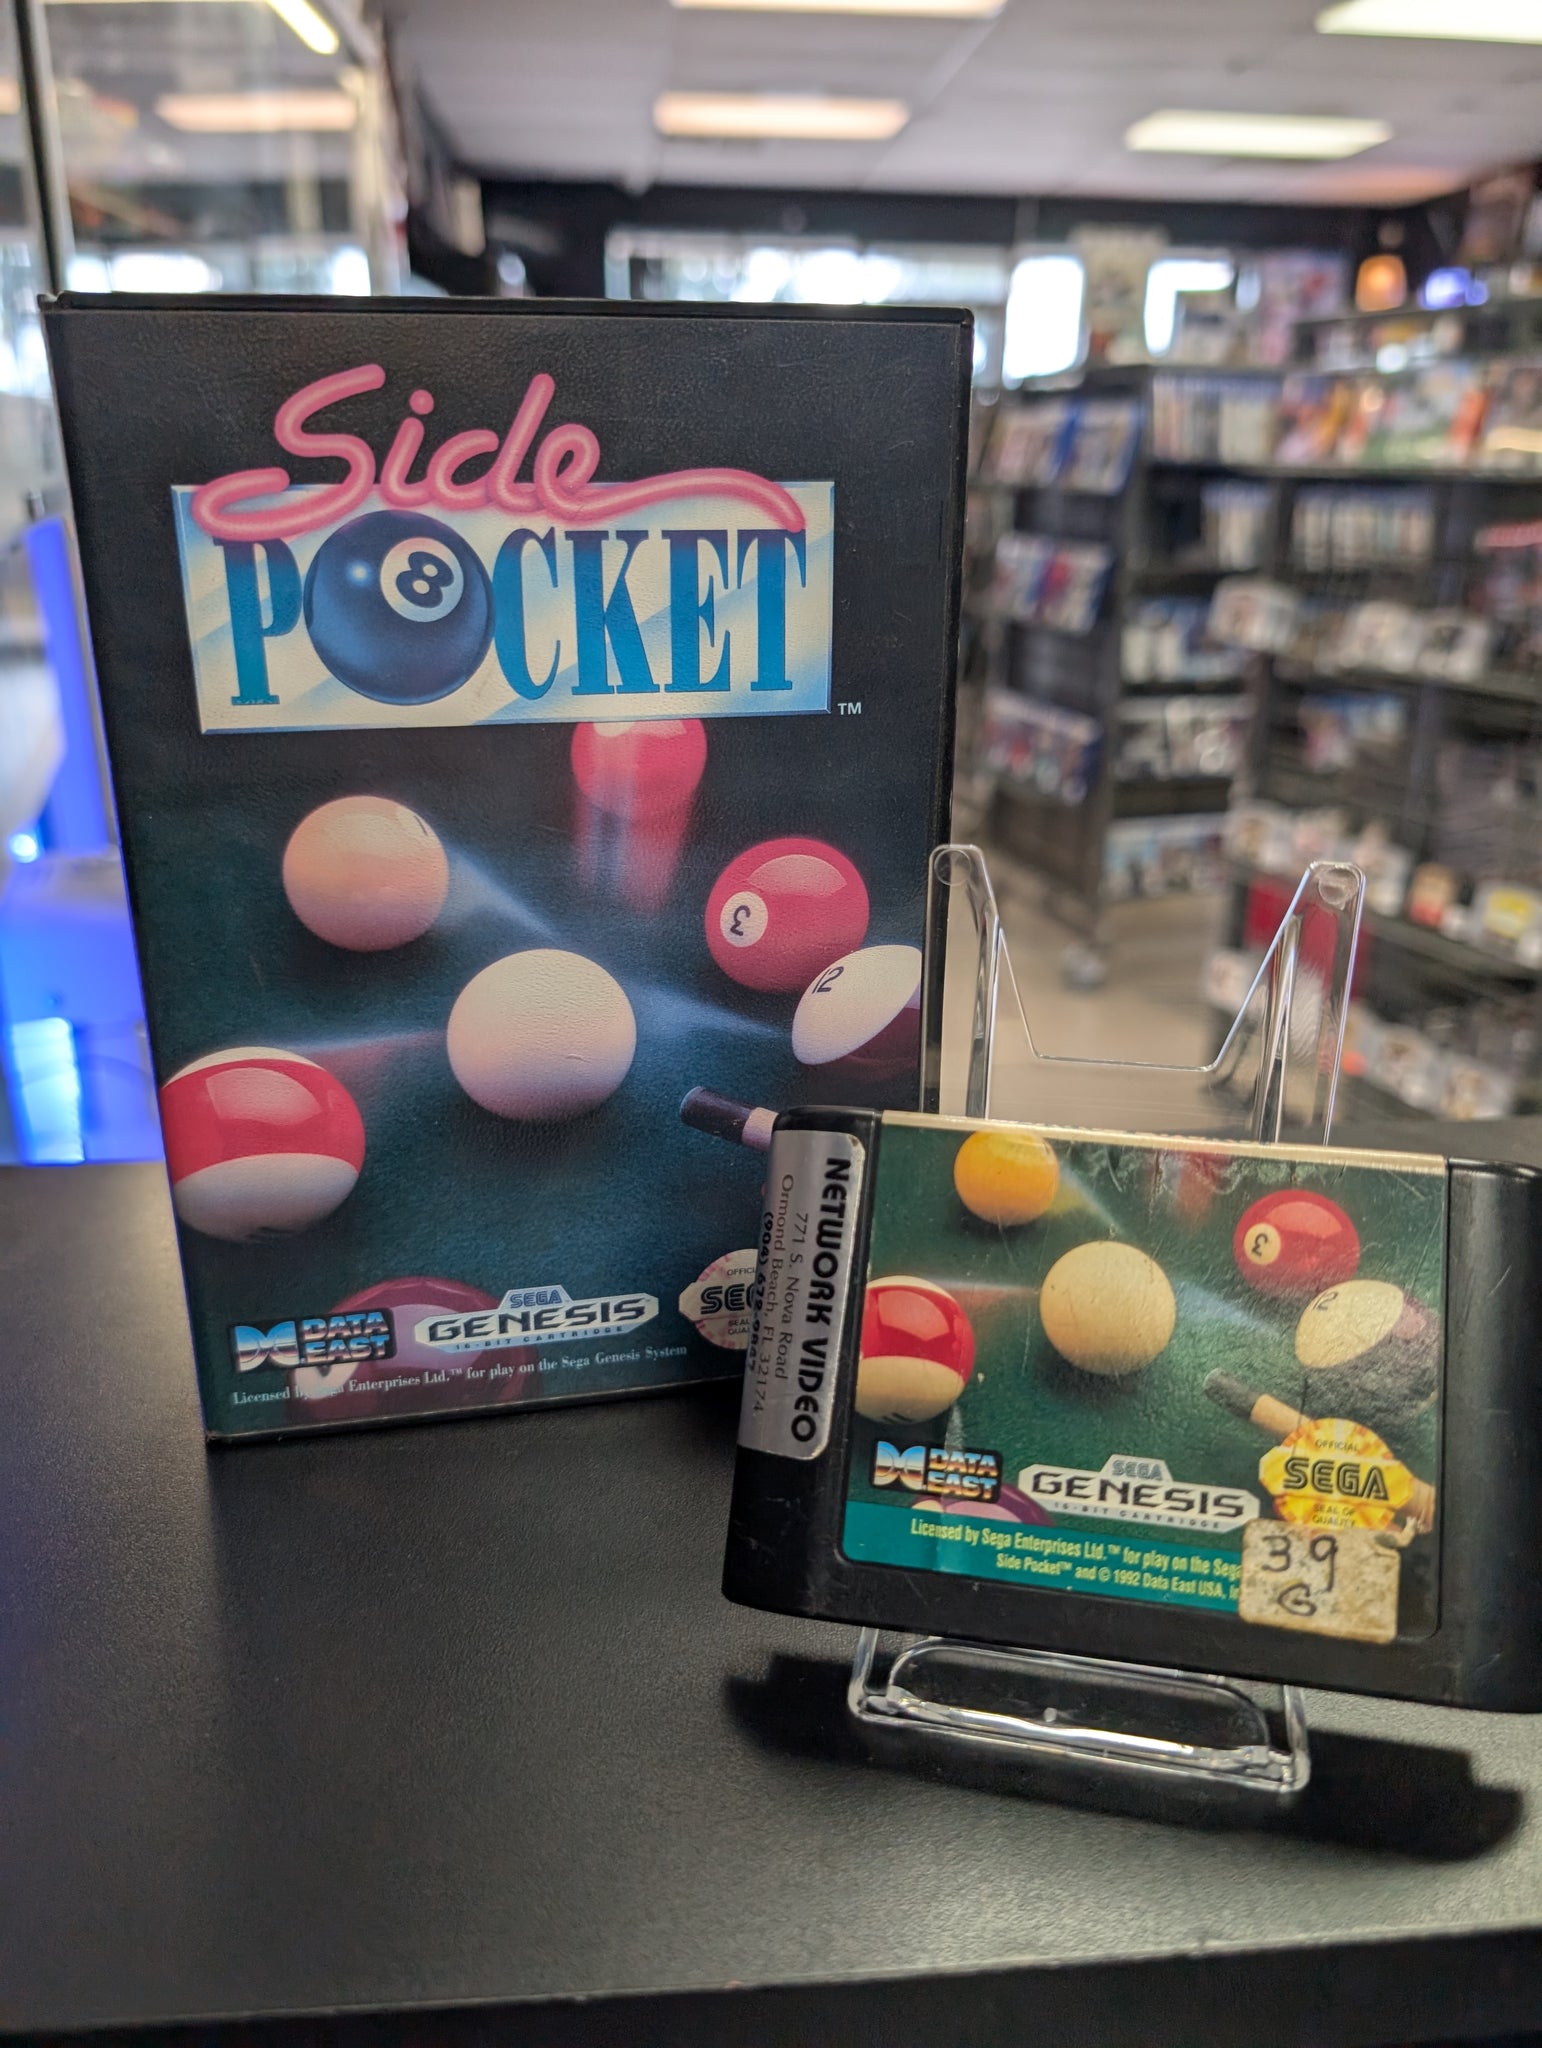 Side
POCKET
8
TM
1
3
12
DATA
EAST
SEGA
GENESIS
16-BIT CARTRIDGE
Licensed by Sega Enterprises Ltd.™ for play on the Sega Genesis System
NETWORK VIDEO
771 S. Nova Road
Ormond Beach, Fl 32174
3
DATA
EAST
SEGA
GENESIS
16-BIT CARTRIDGE
OFFICIAL
SEGA
SEAL OF
QUALITY
Licensed by Sega Enterprises Ltd.™ for play on the Sega
Side Pocket™ and © 1992 Data East USA,
39
G